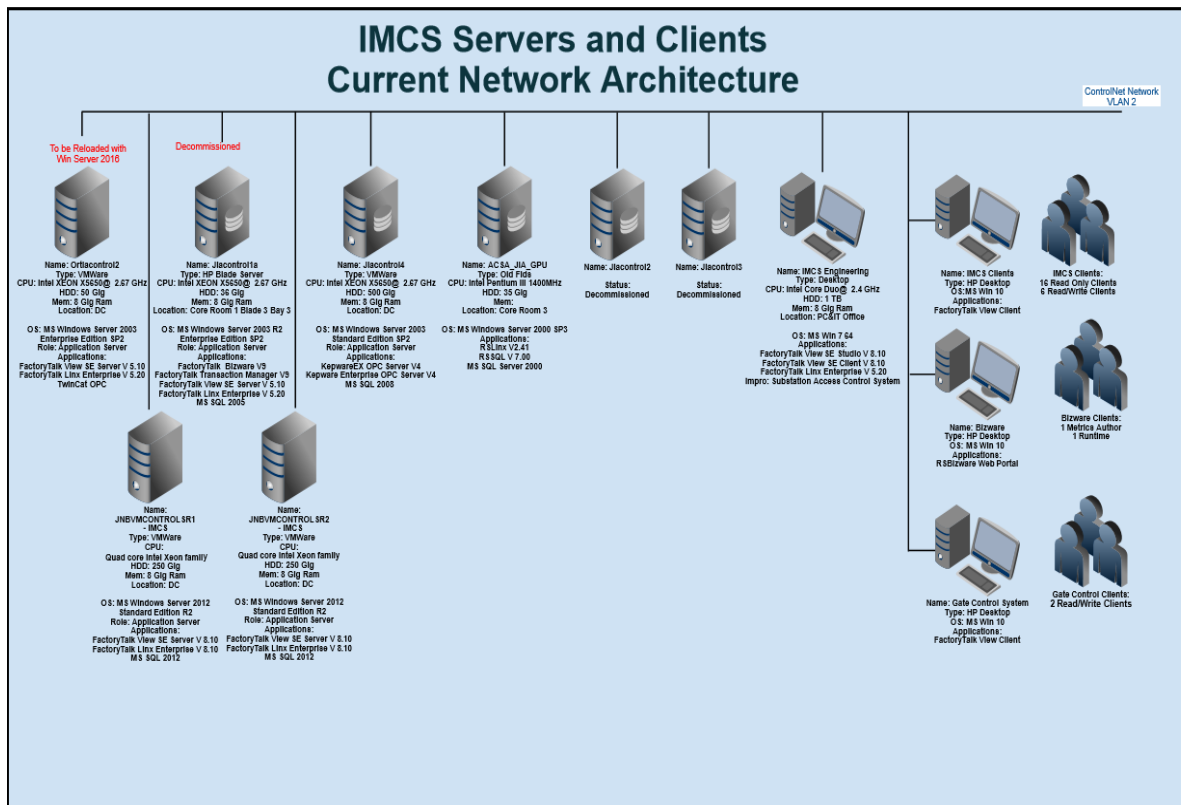 IMCS Servers and Clients
Current Network Architecture
ControlNet Network
VLAN 2
To be Reloaded with
Win Server 2016
Decommissioned
Name: Ortiacontrol2
Type: VMWare
CPU: Intel XEON X5650@ 2.67 GHz
HDD: 50 Gig
Mem: 8 Gig Ram
Location: DC
OS: MS Windows Server 2003
Enterprise Edition SP2
Role: Application Server
Applications:
FactoryTalk View SE Server V 5.10
FactoryTalk Linx Enterprise V 5.20
TwinCat OPC
Name: Jiacontrol1a
Type: HP Blade Server
CPU: Intel XEON X5650@ 2.67 GHz
HDD: 36 Gig
Mem: 8 Gig Ram
Location: Core Room 1 Blade 3 Bay 3
OS: MS Windows Server 2003 R2
Enterprise Edition SP2
Role: Application Server
Applications:
FactoryTalk Bizware V9
FactoryTalk Transaction Manager V9
FactoryTalk View SE Server V 5.10
FactoryTalk Linx Enterprise V 5.20
MS SQL 2005
Name: Jiacontrol4
Type: VMWare
CPU: Intel XEON X5650@ 2.67 GHz
HDD: 500 Gig
Mem: 8 Gig Ram
Location: DC
OS: MS Windows Server 2003
Standard Edition SP2
Role: Application Server
Applications:
KepwareEX OPC Server V4
Kepware Enterprise OPC Server V4
MS SQL 2008
Name: ACSA_JIA_GPU
Type: Old Fids
CPU: Intel Pentium III 1400MHz
HDD: 35 Gig
Mem:
Location: Core Room 3
OS: MS Windows Server 2000 SP3
Applications:
RSLinx V2.41
RSSQL V 7.00
MS SQL Server 2000
Name: Jiacontrol2
Status:
Decommissioned
Name: Jiacontrol3
Status:
Decommissioned
Name: IMCS Engineering
Type: Desktop
CPU: Intel Core Duo@ 2.4 GHz
HDD: 1 TB
Mem: 8 Gig Ram
Location: PC&IT Office
OS: MS Win 7 64
Applications:
FactoryTalk View SE Studio V 8.10
FactoryTalk View SE Client V 8.10
FactoryTalk Linx Enterprise V 5.20
Impro: Substation Access Control System
Name: IMCS Clients
Type: HP Desktop
OS:MS Win 10
Applications:
FactoryTalk View Client
IMCS Clients:
16 Read Only Clients
6 Read/Write Clients
Name: Bizware
Type: HP Desktop
OS: MS Win 10
Applications:
RSBizware Web Portal
Bizware Clients:
1 Metrics Author
1 Runtime
Name: Gate Control System
Type: HP Desktop
OS: MS Win 10
Applications:
FactoryTalk View Client
Gate Control Clients:
2 Read/Write Clients
Name:
JNBVMCONTROLSR1
- IMCS
Type: VMWare
CPU:
Quad core Intel Xeon family
HDD: 250 Gig
Mem: 8 Gig Ram
Location: DC
OS: MS Windows Server 2012
Standard Edition R2
Role: Application Server
Applications:
FactoryTalk View SE Server V 8.10
FactoryTalk Linx Enterprise V 8.10
MS SQL 2012
Name:
JNBVMCONTROLSR2
- IMCS
Type: VMWare
CPU:
Quad core Intel Xeon family
HDD: 250 Gig
Mem: 8 Gig Ram
Location: DC
OS: MS Windows Server 2012
Standard Edition R2
Role: Application Server
Applications:
FactoryTalk View SE Server V 8.10
FactoryTalk Linx Enterprise V 8.10
MS SQL 2012